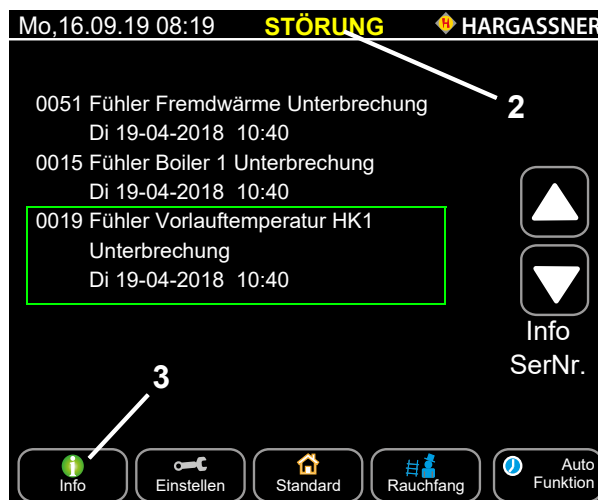 Mo,16.09.19 08:19 STÖRUNG HARGASSNER
2
0051 Fühler Fremdwärme Unterbrechung
Di 19-04-2018 10:40
0015 Fühler Boiler 1 Unterbrechung
Di 19-04-2018 10:40
0019 Fühler Vorlauftemperatur HK1
Unterbrechung
Di 19-04-2018 10:40
Info
SerNr.
3
Info Einstellen Standard Rauchfang Auto
Funktion